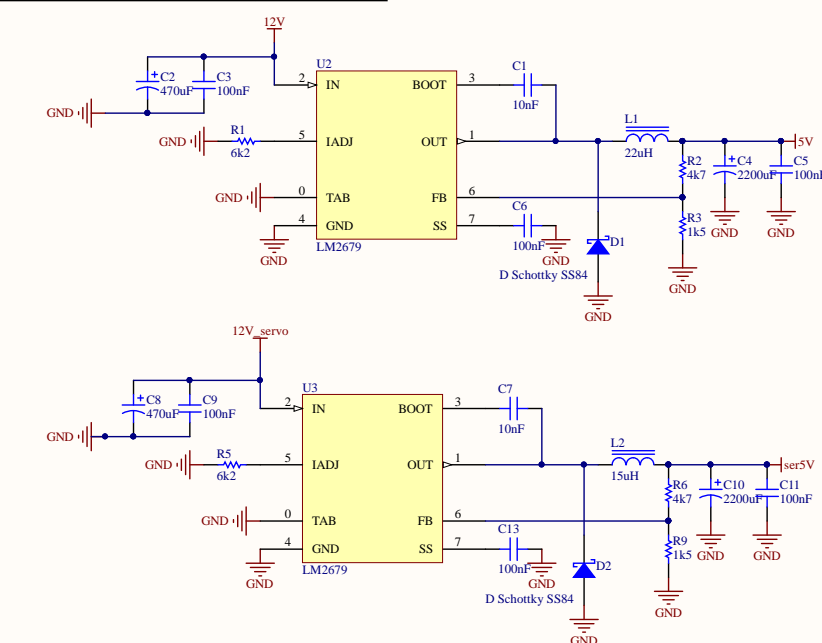 12V
U2
C2
470uF
C3
100nF
GND
2
IN
BOOT
3
C1
10nF
R1
6k2
GND
5
IADJ
OUT
1
L1
22uH
5V
R2
4k7
C4
2200uF
C5
100nF
GND
0
TAB
FB
6
4
GND
SS
7
C6
100nF
GND
R3
1k5
GND
GND
GND
LM2679
D1
D Schottky SS84
GND
GND
12V_servo
U3
C8
470uF
C9
100nF
GND
2
IN
BOOT
3
C7
10nF
R5
6k2
GND
5
IADJ
OUT
1
L2
15uH
ser5V
R6
4k7
C10
2200uF
C11
100nF
GND
0
TAB
FB
6
4
GND
SS
7
C13
100nF
GND
R9
1k5
GND
GND
GND
LM2679
D2
D Schottky SS84
GND
GND